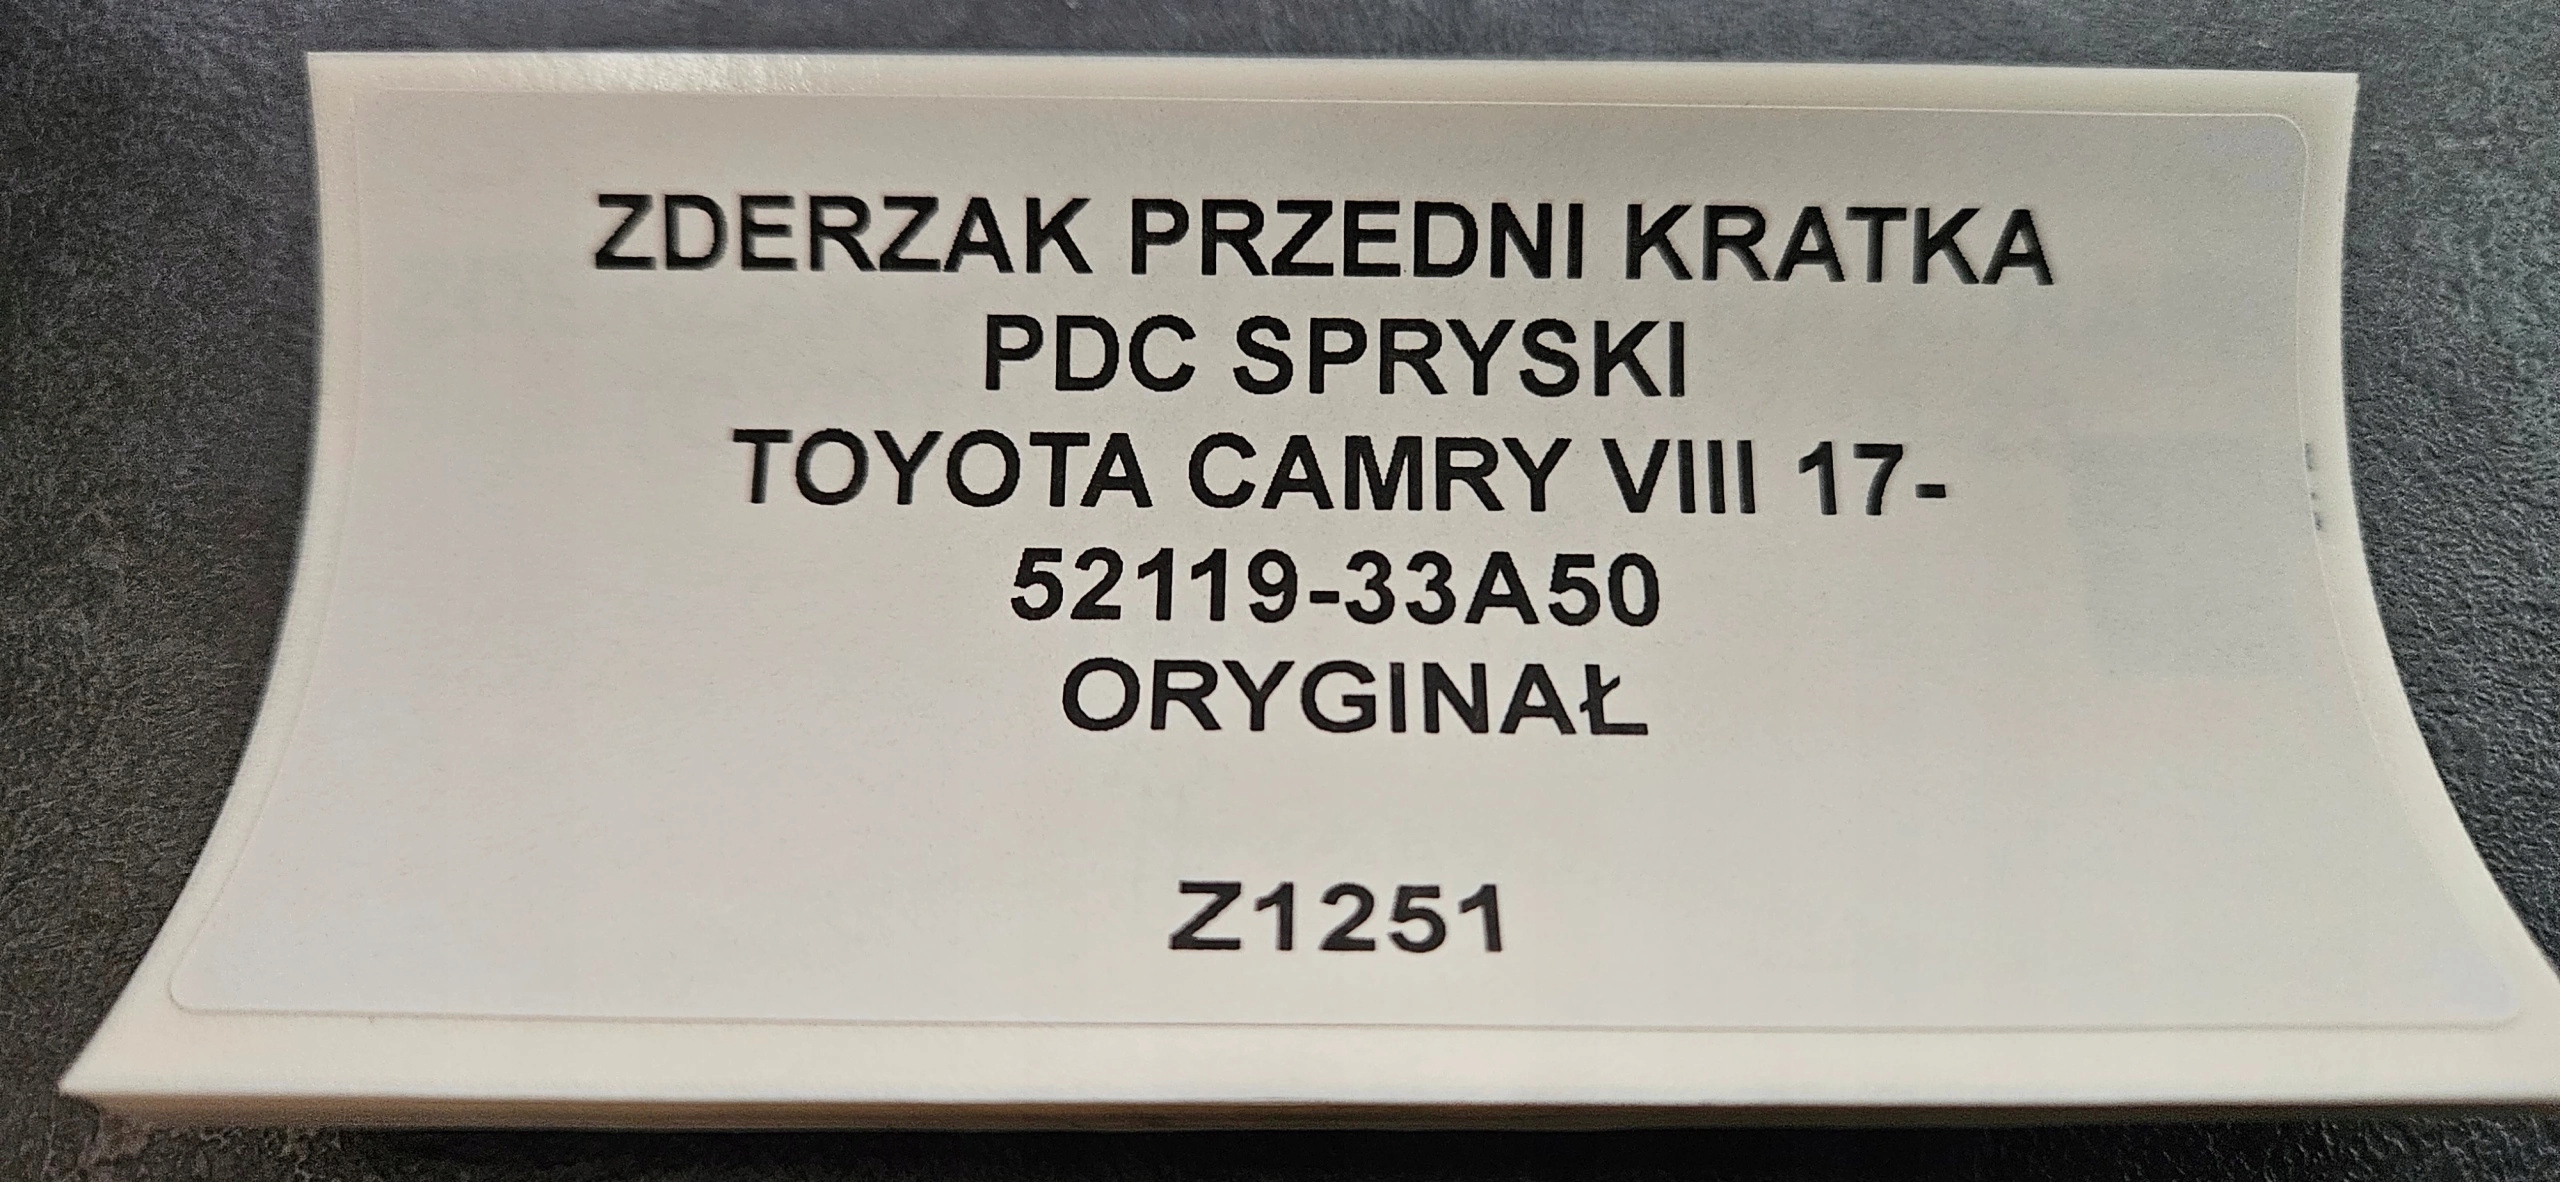 ZDERZAK PRZEDNI KRATKA
PDC SPRYSKI
TOYOTA CAMRY VIII 17-
52119-33A50
ORYGINAŁ
Z1251